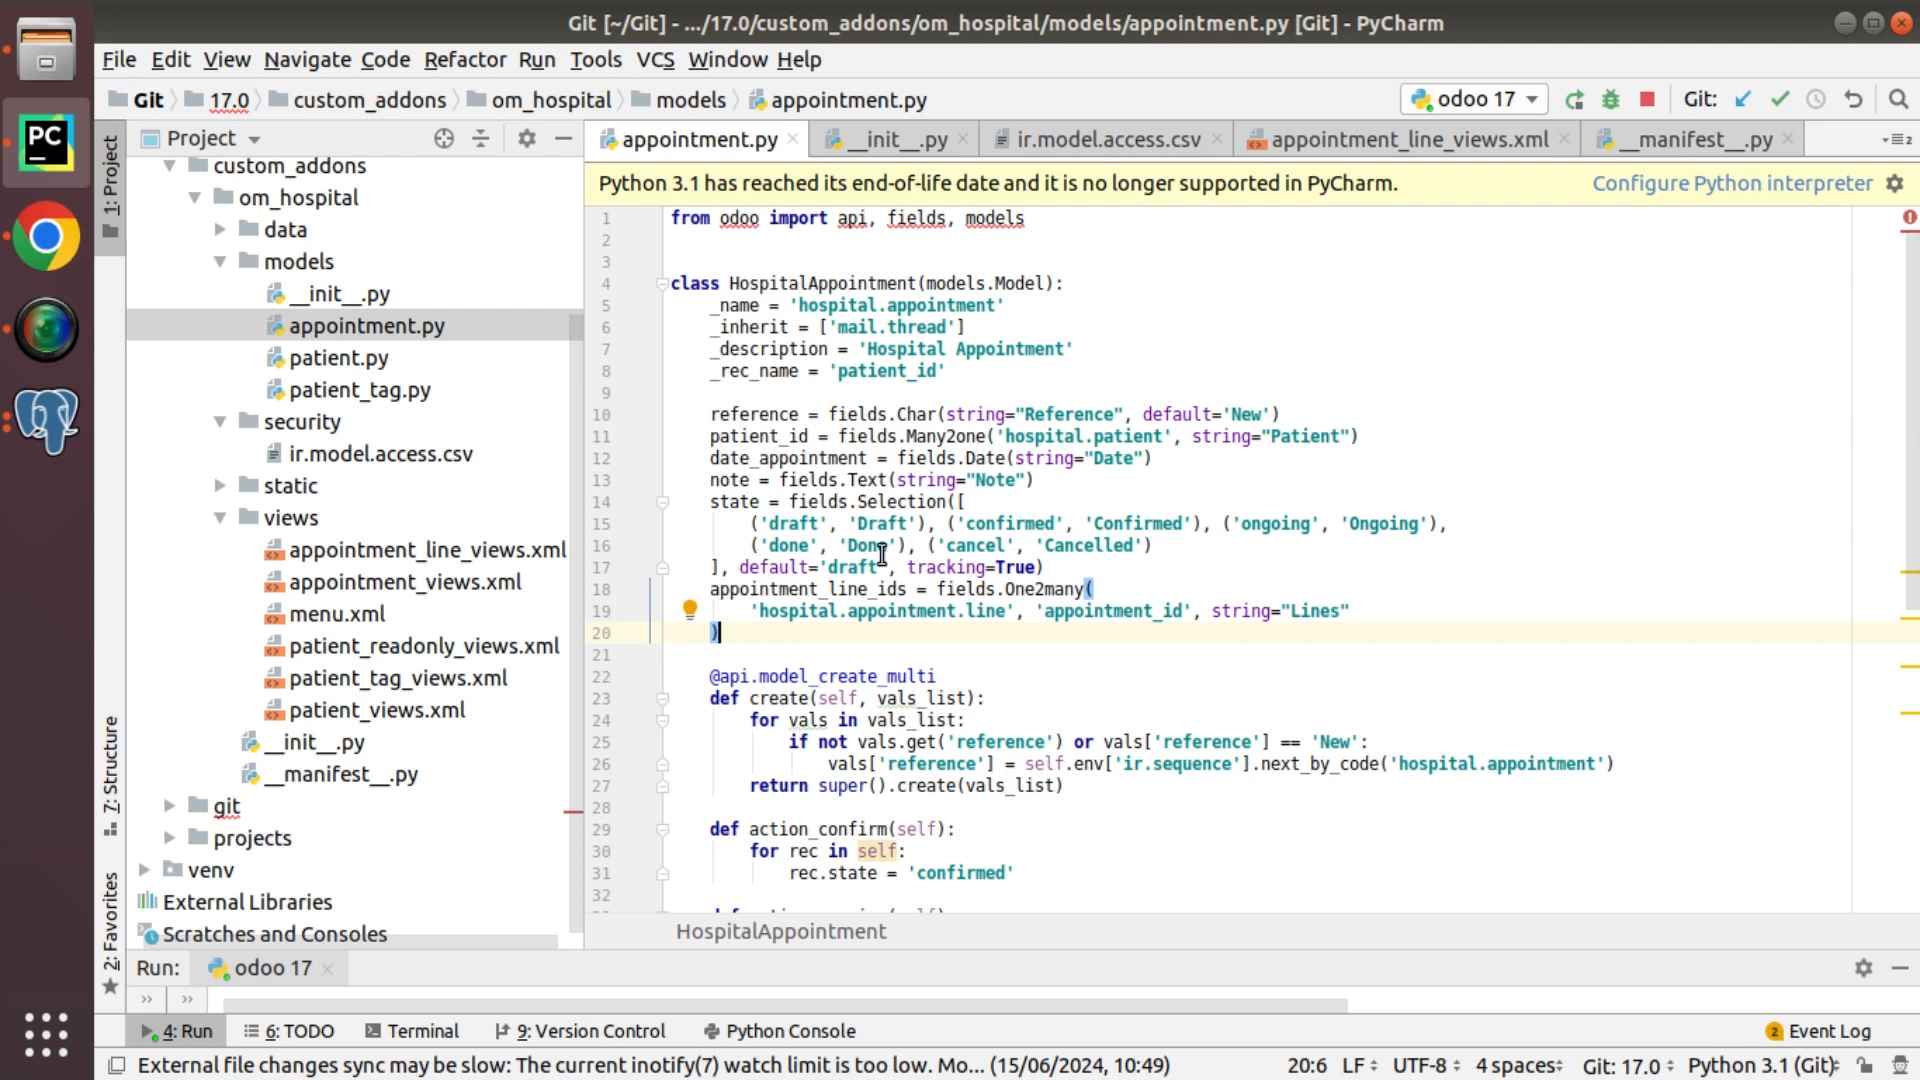 Git [~/Git] - .../17.0/custom_addons/om_hospital/models/appointment.py [Git] - PyCharm
File Edit View Navigate Code Refactor Run Tools VCS Window Help
Git 17.0 custom_addons om_hospital models appointment.py odoo 17 Git:
PC
1: Project
7: Structure
2: Favorites
Project
custom_addons
om_hospital
data
models
__init__.py
appointment.py
patient.py
patient_tag.py
security
ir.model.access.csv
static
views
appointment_line_views.xml
appointment_views.xml
menu.xml
patient_readonly_views.xml
patient_tag_views.xml
patient_views.xml
__init__.py
__manifest__.py
git
projects
venv
External Libraries
Scratches and Consoles
appointment.py __init__.py ir.model.access.csv appointment_line_views.xml __manifest__.py 2
Python 3.1 has reached its end-of-life date and it is no longer supported in PyCharm. Configure Python interpreter
1 from odoo import api, fields, models
2
3
4 class HospitalAppointment(models.Model):
5 _name = 'hospital.appointment'
6 _inherit = ['mail.thread']
7 _description = 'Hospital Appointment'
8 _rec_name = 'patient_id'
9
10 reference = fields.Char(string="Reference", default='New')
11 patient_id = fields.Many2one('hospital.patient', string="Patient")
12 date_appointment = fields.Date(string="Date")
13 note = fields.Text(string="Note")
14 state = fields.Selection([
15 ('draft', 'Draft'), ('confirmed', 'Confirmed'), ('ongoing', 'Ongoing'),
16 ('done', 'Done'), ('cancel', 'Cancelled')
17 ], default='draft', tracking=True)
18 appointment_line_ids = fields.One2many(
19 'hospital.appointment.line', 'appointment_id', string="Lines"
20 )
21
22 @api.model_create_multi
23 def create(self, vals_list):
24 for vals in vals_list:
25 if not vals.get('reference') or vals['reference'] == 'New':
26 vals['reference'] = self.env['ir.sequence'].next_by_code('hospital.appointment')
27 return super().create(vals_list)
28
29 def action_confirm(self):
30 for rec in self:
31 rec.state = 'confirmed'
32
HospitalAppointment
Run: odoo 17
4: Run 6: TODO Terminal 9: Version Control Python Console 2 Event Log
External file changes sync may be slow: The current inotify(7) watch limit is too low. Mo... (15/06/2024, 10:49) 20:6 LF UTF-8 4 spaces Git: 17.0 Python 3.1 (Git)